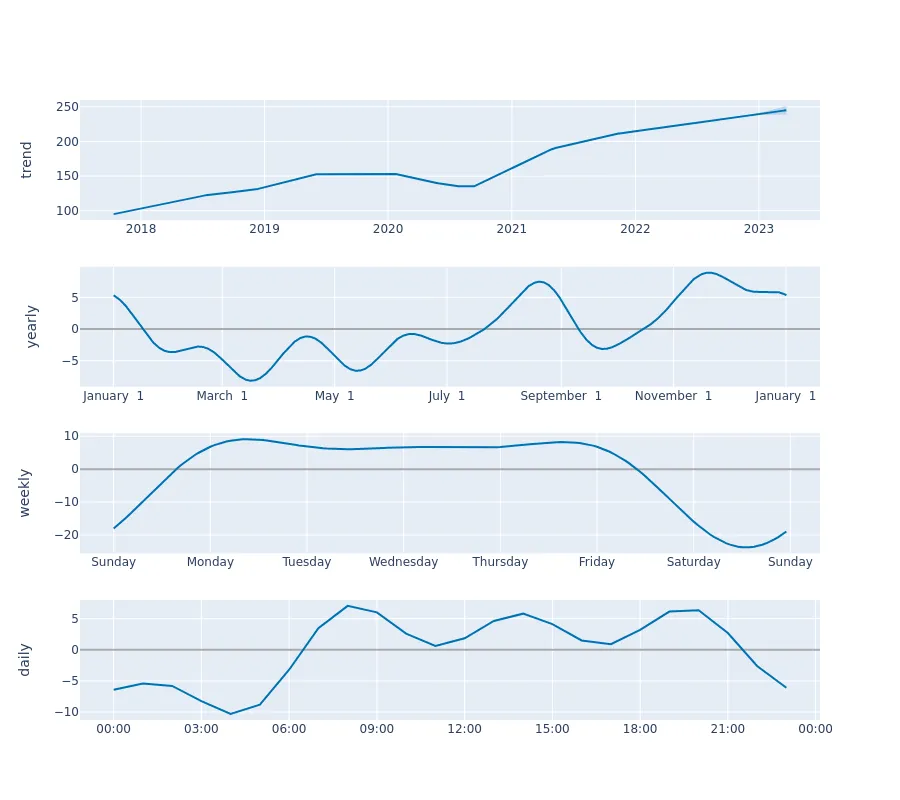 trend
250
200
150
100
2018 2019 2020 2021 2022 2023
yearly
5
0
−5
January 1 March 1 May 1 July 1 September 1 November 1 January 1
weekly
10
0
−10
−20
Sunday Monday Tuesday Wednesday Thursday Friday Saturday Sunday
daily
5
0
−5
−10
00:00 03:00 06:00 09:00 12:00 15:00 18:00 21:00 00:00